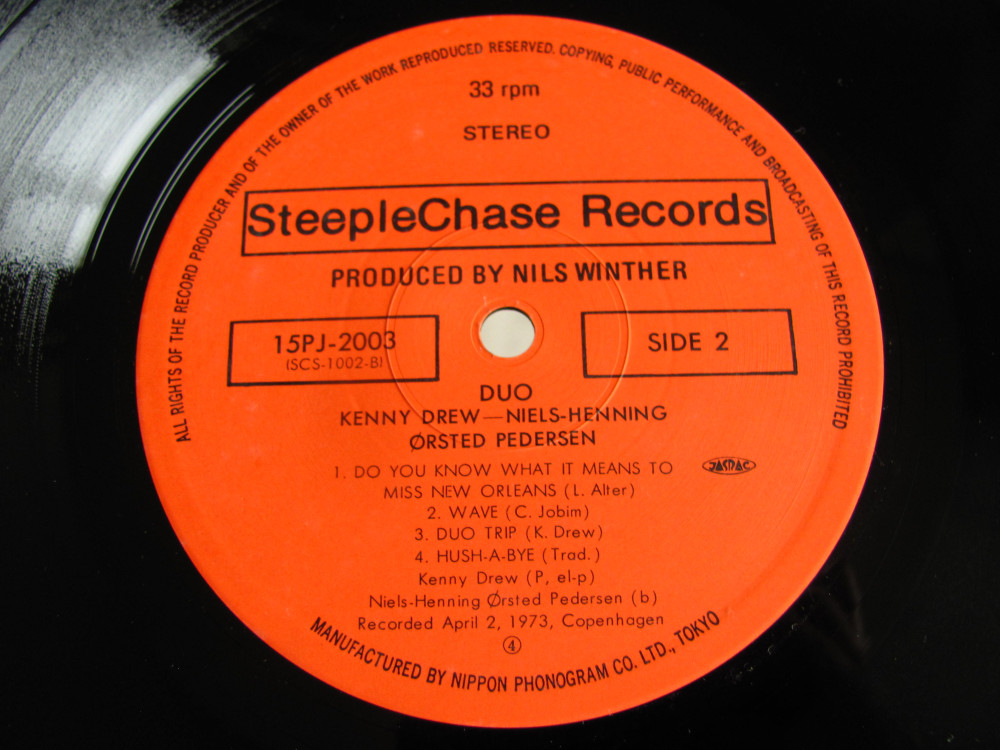 ALL RIGHTS OF THE RECORD PRODUCER AND OF THE OWNER OF THE WORK REPRODUCED RESERVED. COPYING, PUBLIC PERFORMANCE AND BROADCASTING OF THIS RECORD PROHIBITED
33 rpm
STEREO
SteepleChase Records
PRODUCED BY NILS WINTHER
15PJ-2003
(SCS-1002-B)
SIDE 2
DUO
KENNY DREW—NIELS-HENNING
ØRSTED PEDERSEN
1. DO YOU KNOW WHAT IT MEANS TO
MISS NEW ORLEANS (L. Alter)
JASRAC
2. WAVE (C. Jobim)
3. DUO TRIP (K. Drew)
4. HUSH-A-BYE (Trad.)
Kenny Drew (P, el-p)
Niels-Henning Ørsted Pedersen (b)
Recorded April 2, 1973, Copenhagen
④
MANUFACTURED BY NIPPON PHONOGRAM CO. LTD., TOKYO